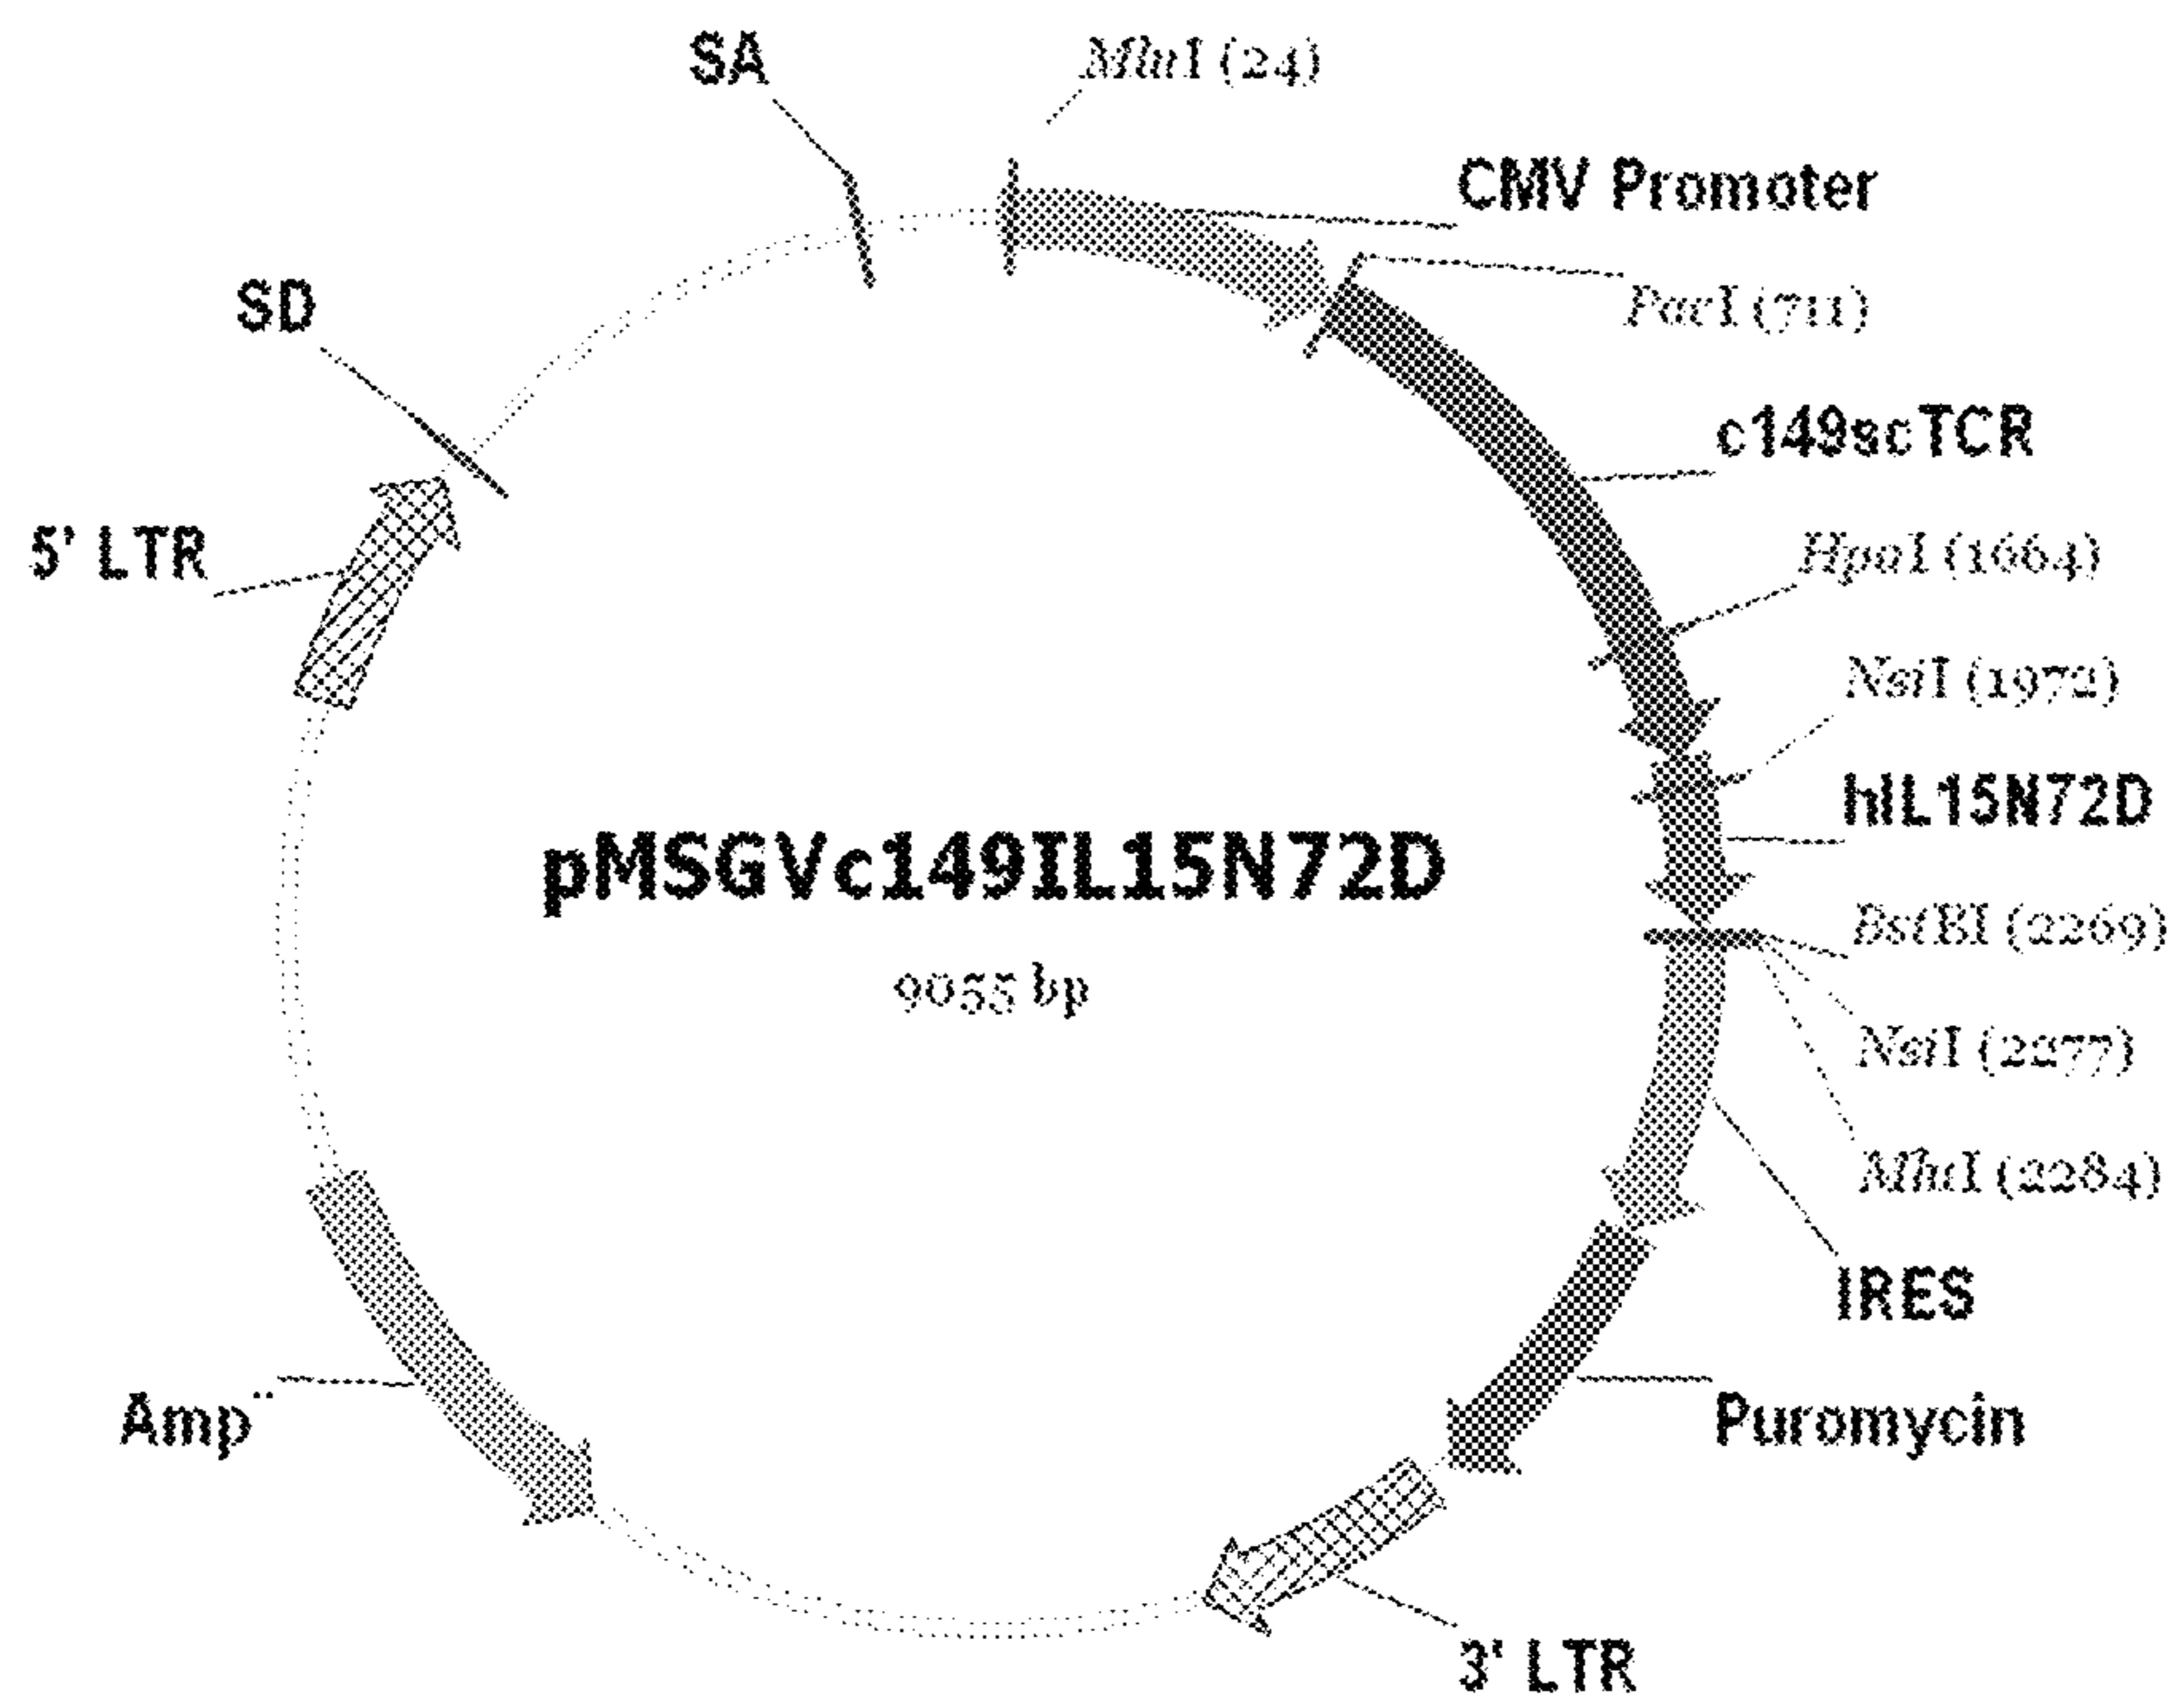 SA
MluI (24)
CMV Promoter
PacI (711)
SD
c149scTCR
HpaI (1664)
5' LTR
NsiI (1972)
hIL15N72D
pMSGVc149IL15N72D
9055 bp
BstBI (2269)
NsiI (2277)
MluI (2284)
IRES
Amp
Puromycin
3' LTR